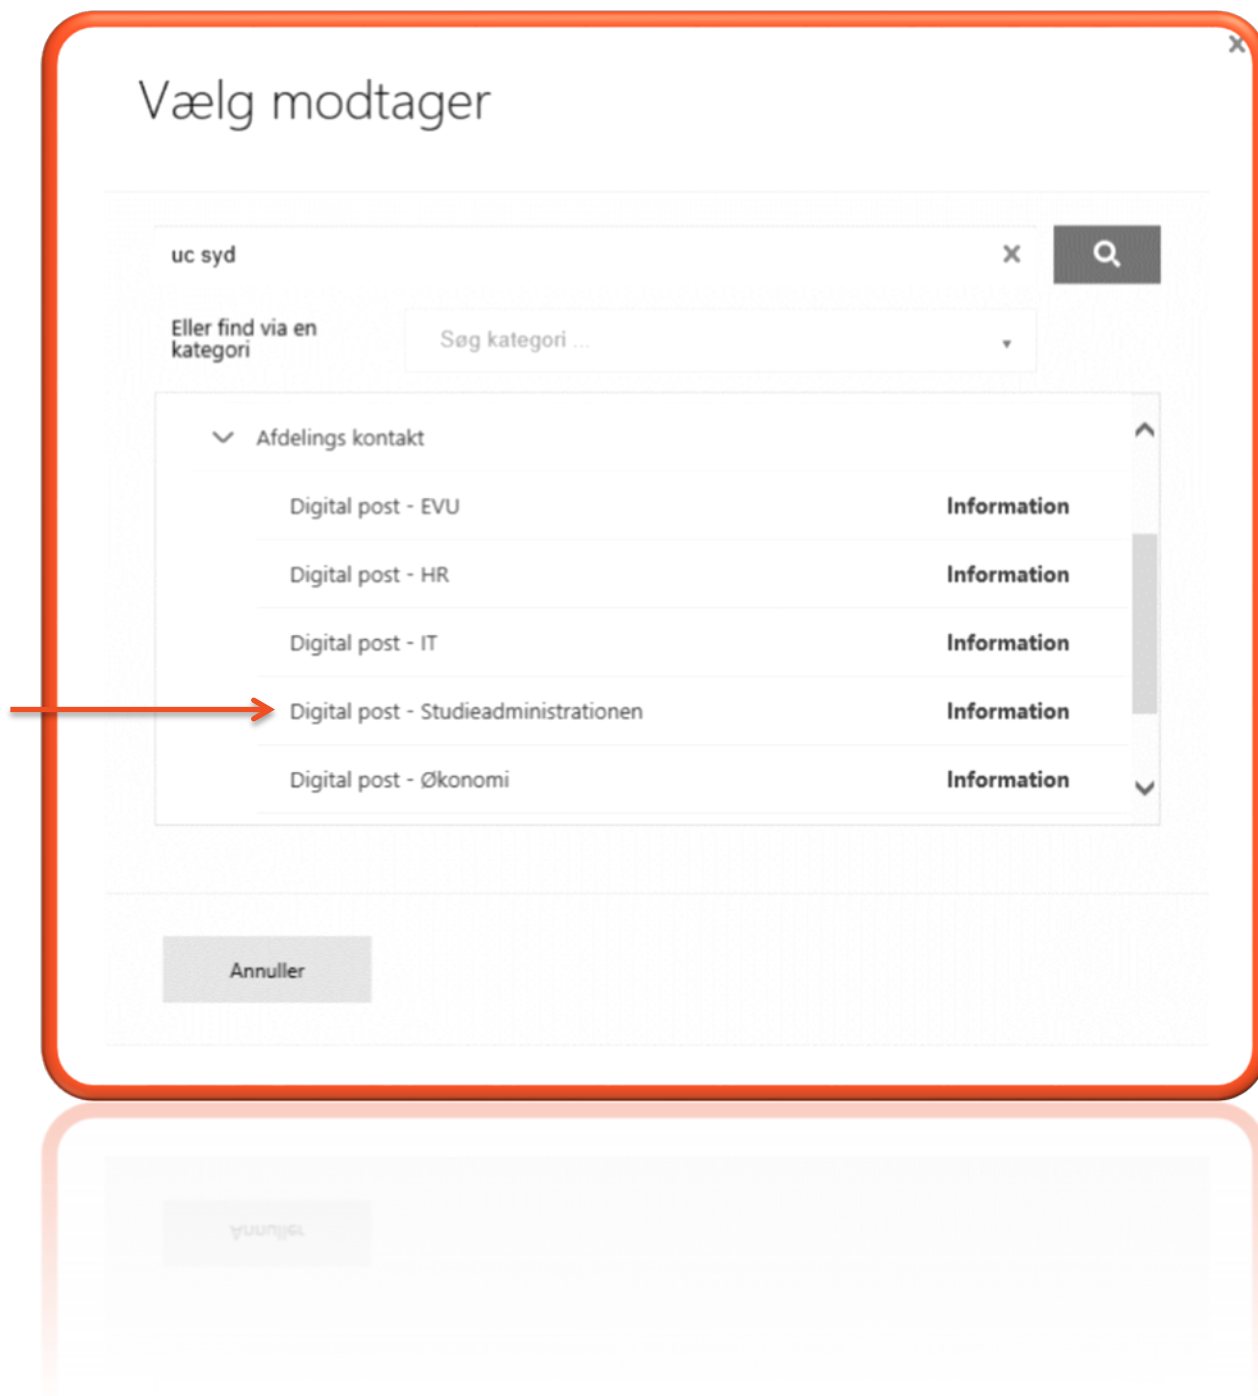 Vælg modtager
uc syd
Eller find via en
kategori
Søg kategori ...
Afdelings kontakt
Digital post - EVU Information
Digital post - HR Information
Digital post - IT Information
Digital post - Studieadministrationen Information
Digital post - Økonomi Information
Annuller
Annuller